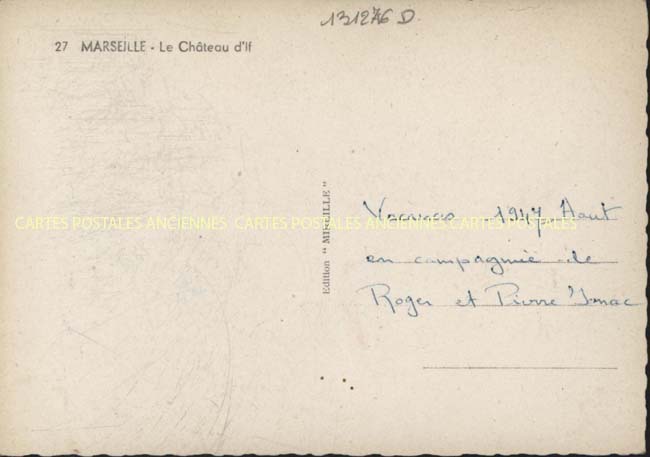 131276 D
27 MARSEILLE - Le Château d'If
CARTES POSTALES ANCIENNES CARTES POSTALES ANCIENNES CARTES POSTALES
Edition "MIREILLE"
Vacances 1947 Aout
en compagnie de
Roger et Pierre